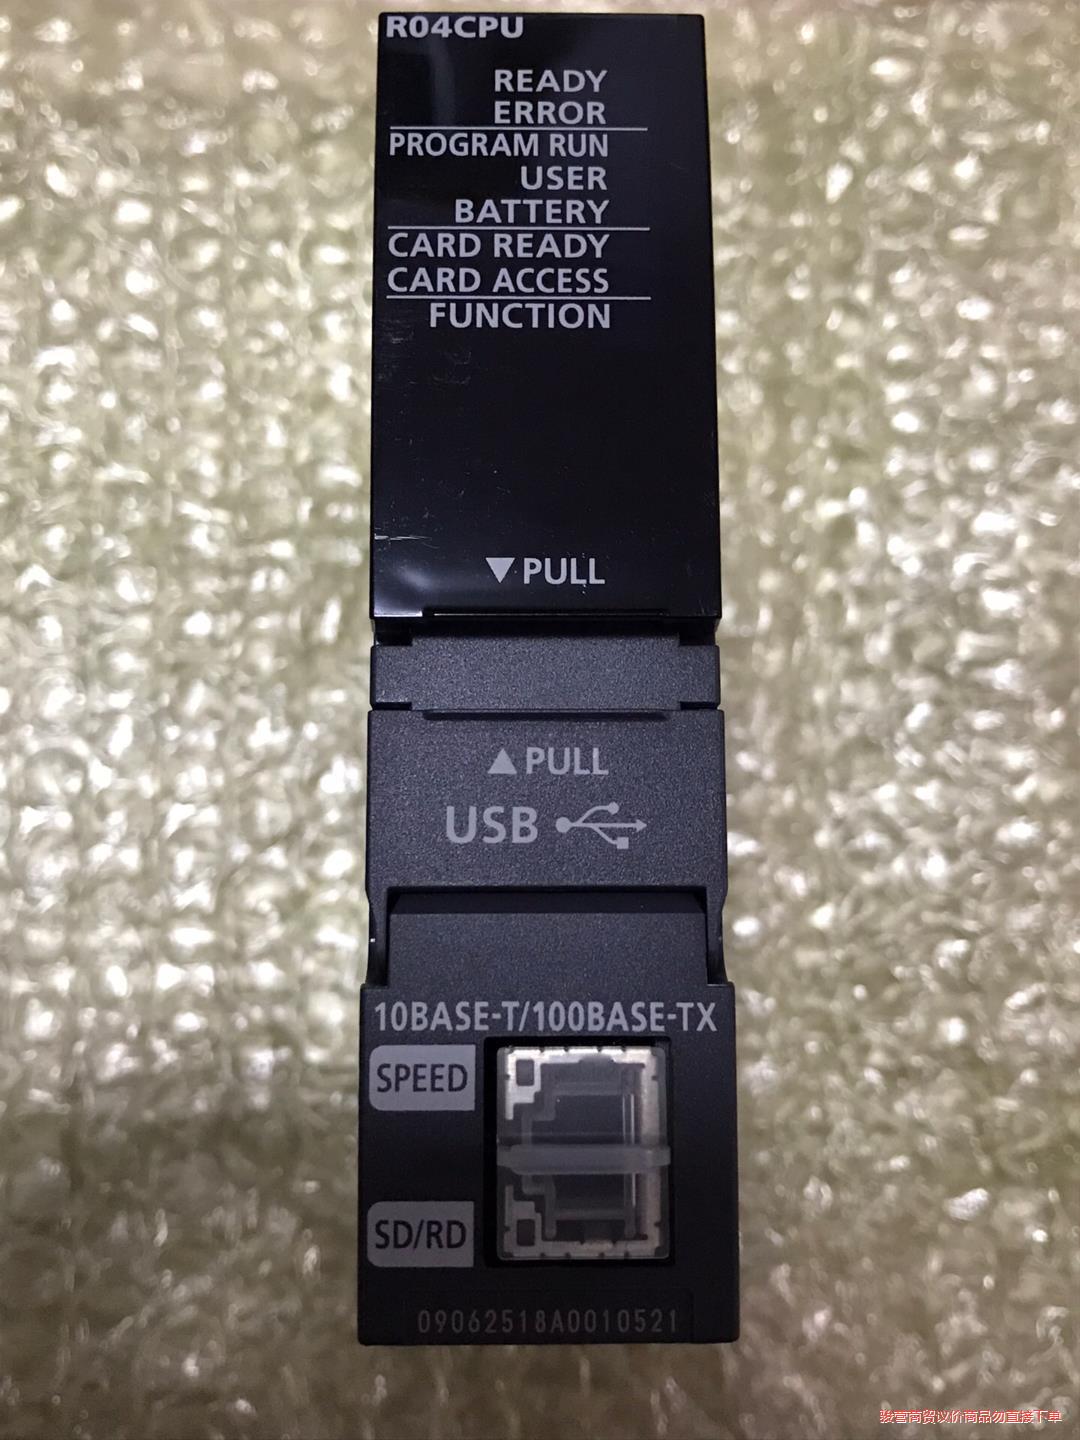 R04CPU
READY
ERROR
PROGRAM RUN
USER
BATTERY
CARD READY
CARD ACCESS
FUNCTION
▼PULL
▲PULL
USB
10BASE-T/100BASE-TX
SPEED
SD/RD
09062518A0010521
骏营商贸议价商品勿直接下单